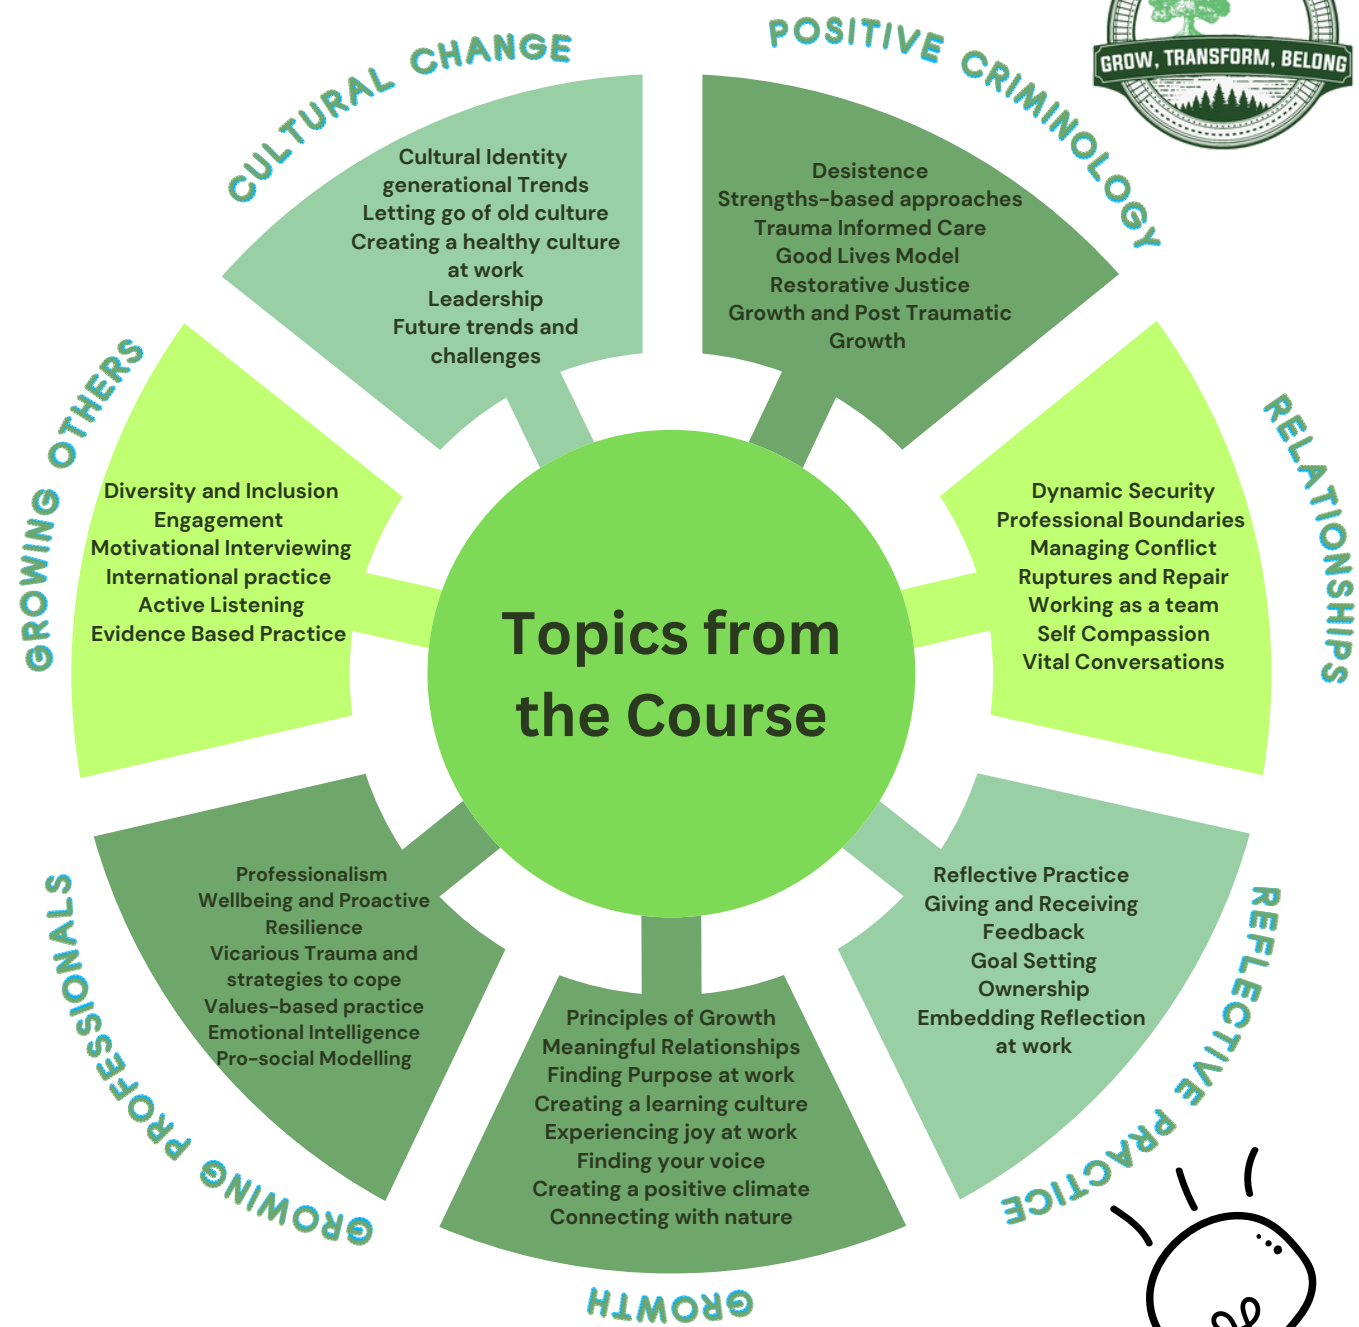 GROW, TRANSFORM, BELONG
CULTURAL CHANGE
Cultural Identity
generational Trends
Letting go of old culture
Creating a healthy culture
at work
Leadership
Future trends and
challenges
POSITIVE CRIMINOLOGY
Desistence
Strengths-based approaches
Trauma Informed Care
Good Lives Model
Restorative Justice
Growth and Post Traumatic
Growth
RELATIONSHIPS
Dynamic Security
Professional Boundaries
Managing Conflict
Ruptures and Repair
Working as a team
Self Compassion
Vital Conversations
REFLECTIVE PRACTICE
Reflective Practice
Giving and Receiving
Feedback
Goal Setting
Ownership
Embedding Reflection
at work
GROWTH
Principles of Growth
Meaningful Relationships
Finding Purpose at work
Creating a learning culture
Experiencing joy at work
Finding your voice
Creating a positive climate
Connecting with nature
GROWING PROFESSIONALS
Professionalism
Wellbeing and Proactive
Resilience
Vicarious Trauma and
strategies to cope
Values-based practice
Emotional Intelligence
Pro-social Modelling
GROWING OTHERS
Diversity and Inclusion
Engagement
Motivational Interviewing
International practice
Active Listening
Evidence Based Practice
Topics from
the Course